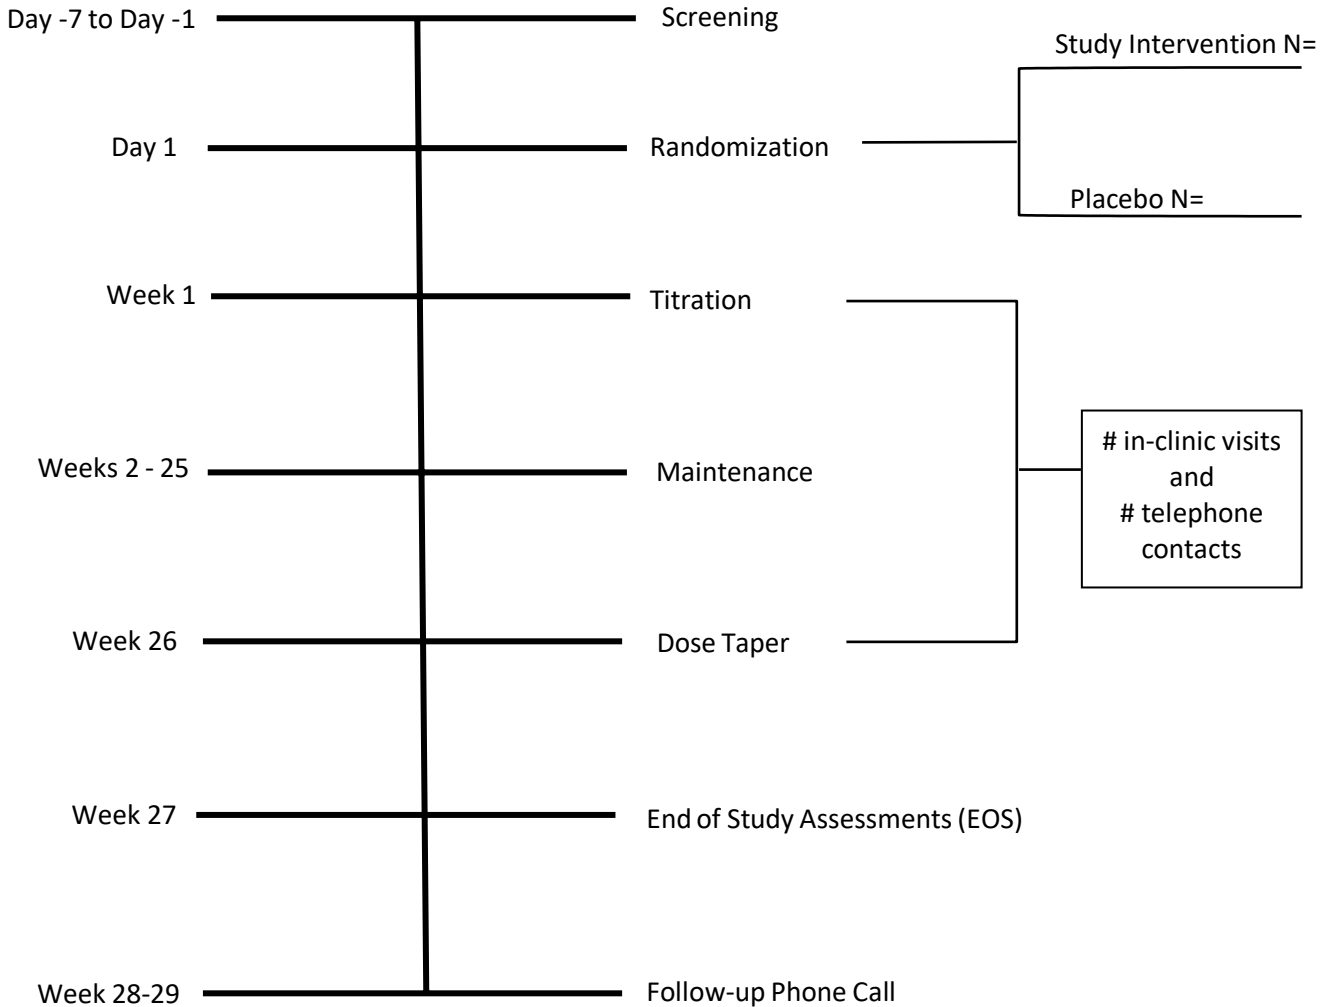 Day -7 to Day -1
Screening
Study Intervention N=
Day 1
Randomization
Placebo N=
Week 1
Titration
Weeks 2 - 25
Maintenance
# in-clinic visits
and
# telephone
contacts
Week 26
Dose Taper
Week 27
End of Study Assessments (EOS)
Week 28-29
Follow-up Phone Call